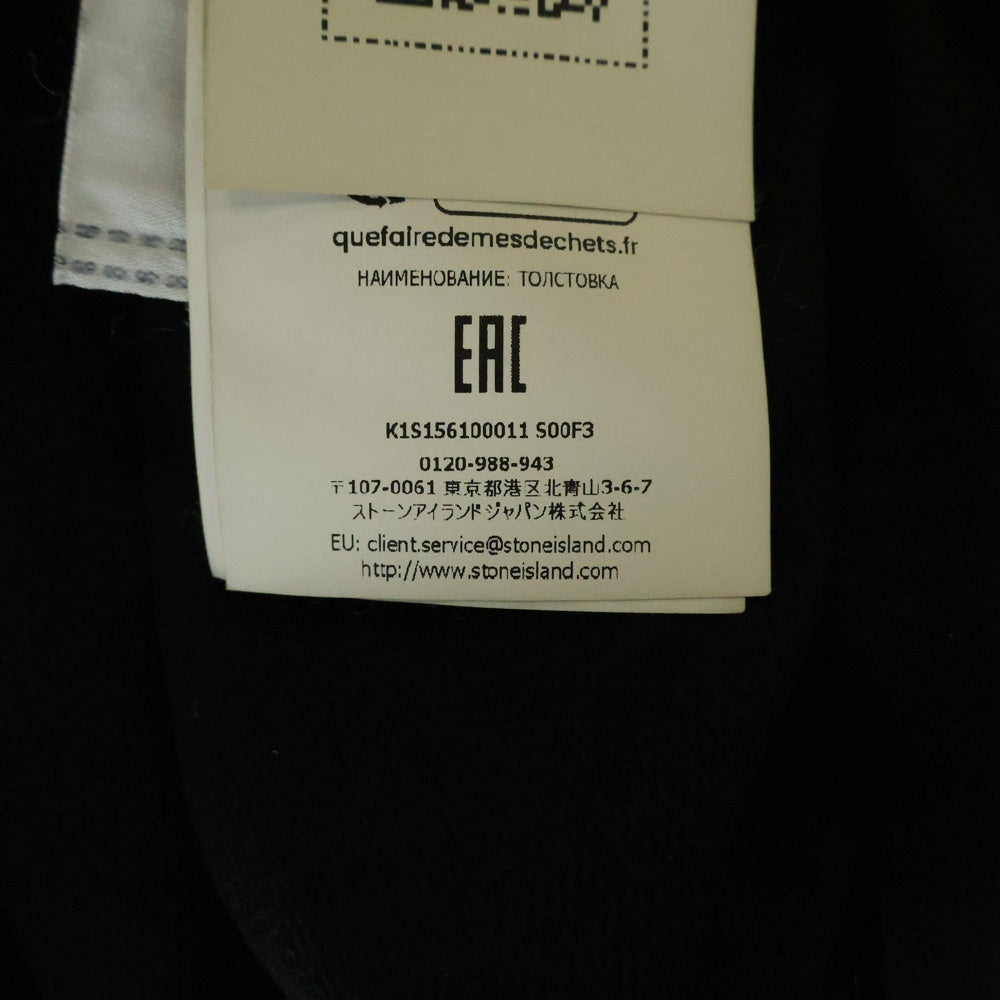 quefairedemesdechets.fr
НАИМЕНОВАНИЕ: ТОЛСТОВКА
EAC
K1S156100011 S00F3
0120-988-943
〒107-0061 東京都港区北青山3-6-7
ストーンアイランドジャパン株式会社
EU: client.service@stoneisland.com
http://www.stoneisland.com